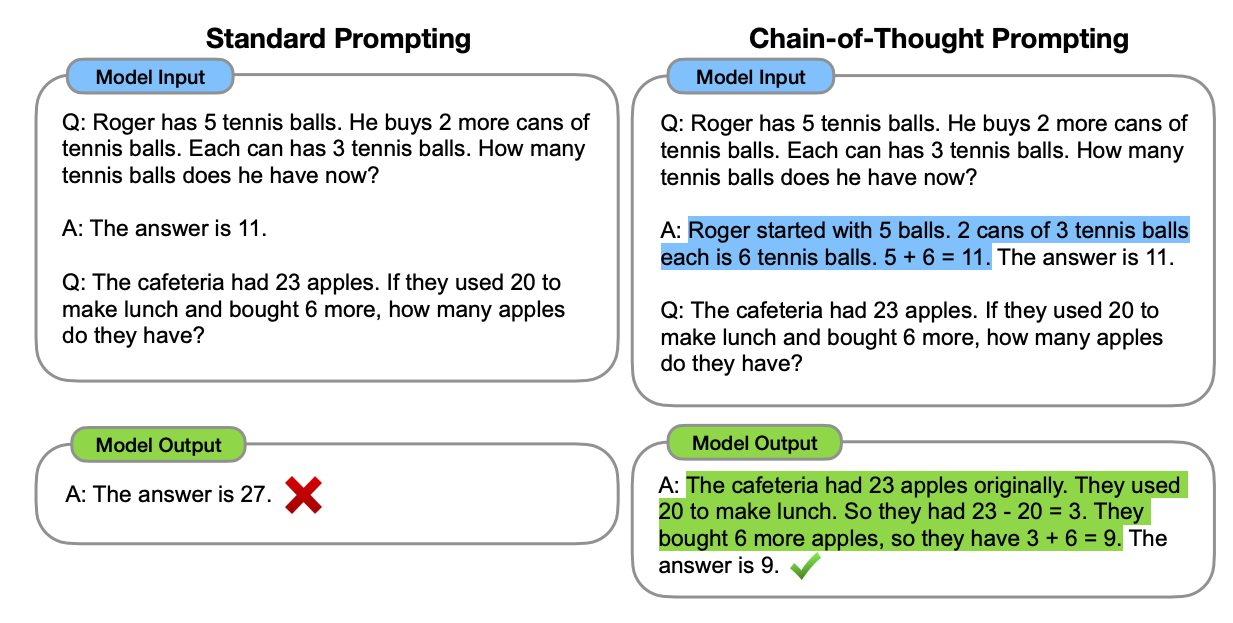 Standard Prompting
Model Input
Q: Roger has 5 tennis balls. He buys 2 more cans of
tennis balls. Each can has 3 tennis balls. How many
tennis balls does he have now?
A: The answer is 11.
Q: The cafeteria had 23 apples. If they used 20 to
make lunch and bought 6 more, how many apples
do they have?
Model Output
A: The answer is 27.
Chain-of-Thought Prompting
Model Input
Q: Roger has 5 tennis balls. He buys 2 more cans of
tennis balls. Each can has 3 tennis balls. How many
tennis balls does he have now?
A: Roger started with 5 balls. 2 cans of 3 tennis balls
each is 6 tennis balls. 5 + 6 = 11. The answer is 11.
Q: The cafeteria had 23 apples. If they used 20 to
make lunch and bought 6 more, how many apples
do they have?
Model Output
A: The cafeteria had 23 apples originally. They used
20 to make lunch. So they had 23 - 20 = 3. They
bought 6 more apples, so they have 3 + 6 = 9. The
answer is 9.